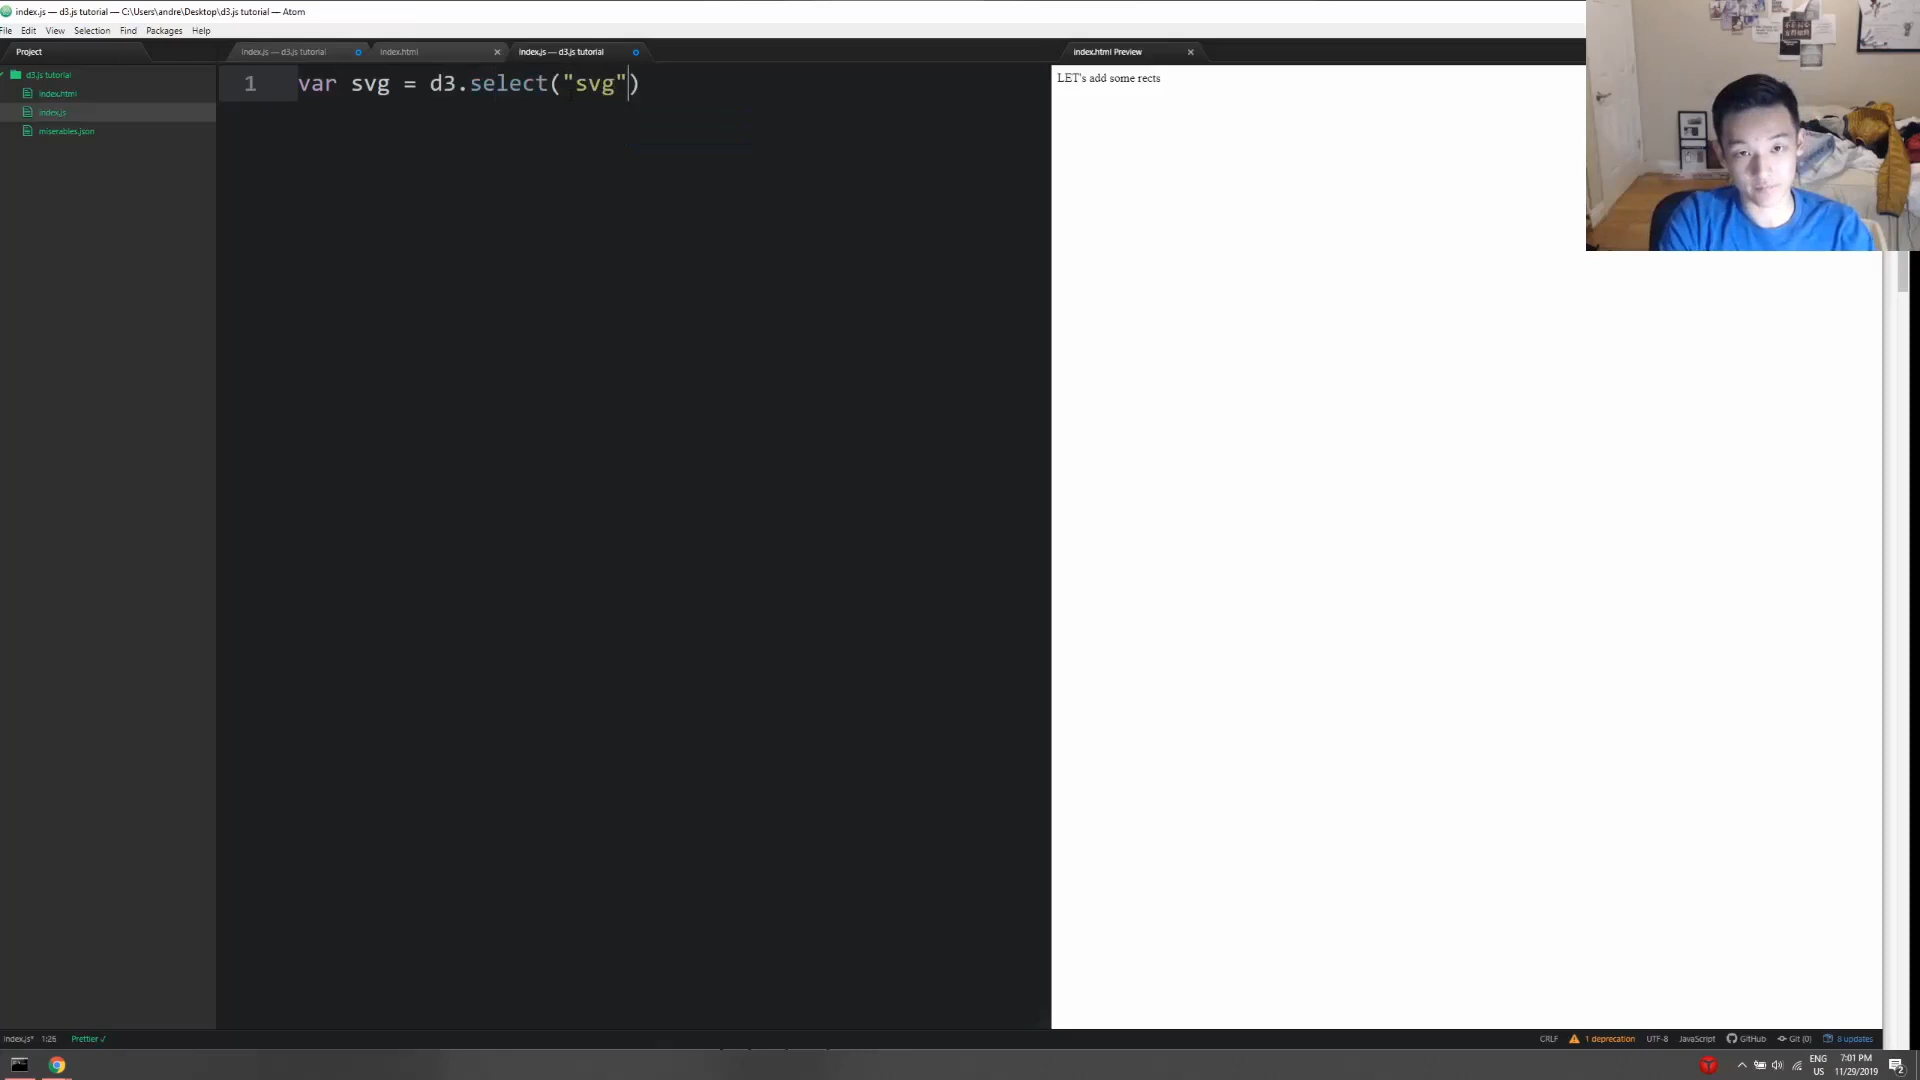 index.js — d3.js tutorial — C:\Users\andre\Desktop\d3.js tutorial — Atom
File Edit View Selection Find Packages Help
Project
index.js — d3.js tutorial
index.html
index.js — d3.js tutorial
index.html Preview
d3.js tutorial
index.html
index.js
miserables.json
1 var svg = d3.select("svg")
LET's add some rects
index.js* 1:26 Prettier ✓
CRLF 1 deprecation UTF-8 JavaScript GitHub Git (0) 8 updates
ENG
US
7:01 PM
11/29/2019
2